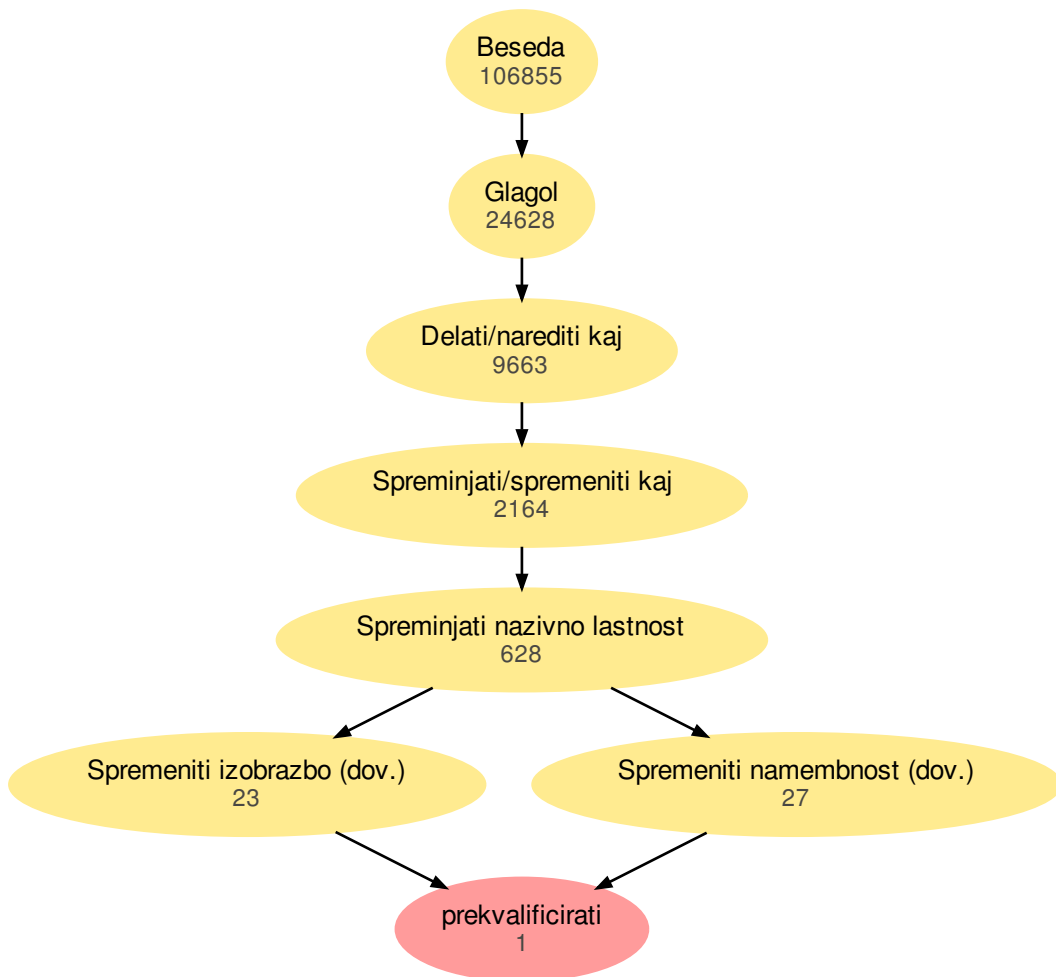 Beseda
106855
Glagol
24628
Delati/narediti kaj
9663
Spreminjati/spremeniti kaj
2164
Spreminjati nazivno lastnost
628
Spremeniti izobrazbo (dov.)
23
Spremeniti namembnost (dov.)
27
prekvalificirati
1